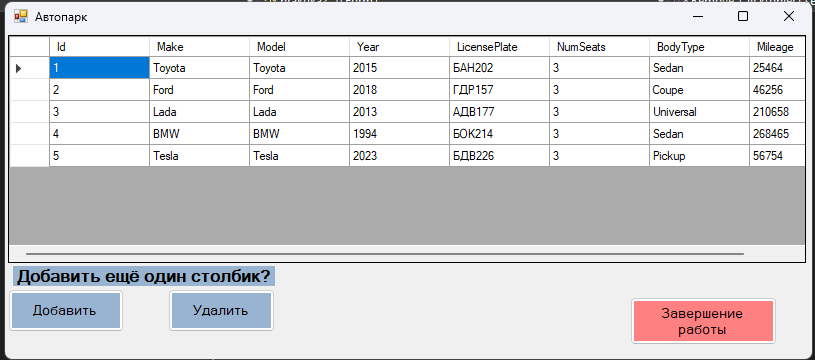 Автопарк
Id Make Model Year LicensePlate NumSeats BodyType Mileage
1 Toyota Toyota 2015 БАН202 3 Sedan 25464
2 Ford Ford 2018 ГДР157 3 Coupe 46256
3 Lada Lada 2013 АДВ177 3 Universal 210658
4 BMW BMW 1994 БОК214 3 Sedan 268465
5 Tesla Tesla 2023 БДВ226 3 Pickup 56754
Добавить ещё один столбик?
Добавить Удалить
Завершение
работы